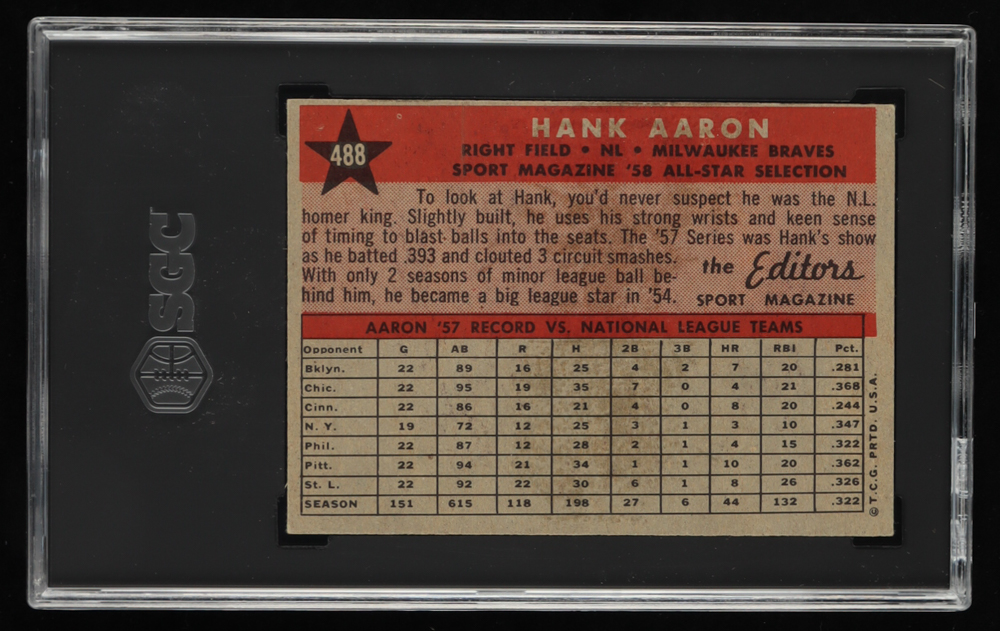 SGC
488
HANK AARON
RIGHT FIELD • NL • MILWAUKEE BRAVES
SPORT MAGAZINE '58 ALL-STAR SELECTION
To look at Hank, you'd never suspect he was the N.L.
homer king. Slightly built, he uses his strong wrists and keen sense
of timing to blast balls into the seats. The '57 Series was Hank's show
as he batted .393 and clouted 3 circuit smashes.
With only 2 seasons of minor league ball be-
hind him, he became a big league star in '54.
the Editors
SPORT MAGAZINE
AARON '57 RECORD VS. NATIONAL LEAGUE TEAMS
Opponent G AB R H 2B 3B HR RBI Pct.
Bklyn. 22 89 16 25 4 2 7 20 .281
Chic. 22 95 19 35 7 0 4 21 .368
Cinn. 22 86 16 21 4 0 8 20 .244
N. Y. 19 72 12 25 3 1 3 10 .347
Phil. 22 87 12 28 2 1 4 15 .322
Pitt. 22 94 21 34 1 1 10 20 .362
St. L. 22 92 22 30 6 1 8 26 .326
SEASON 151 615 118 198 27 6 44 132 .322
© T.C.G. PRTD. U.S.A.